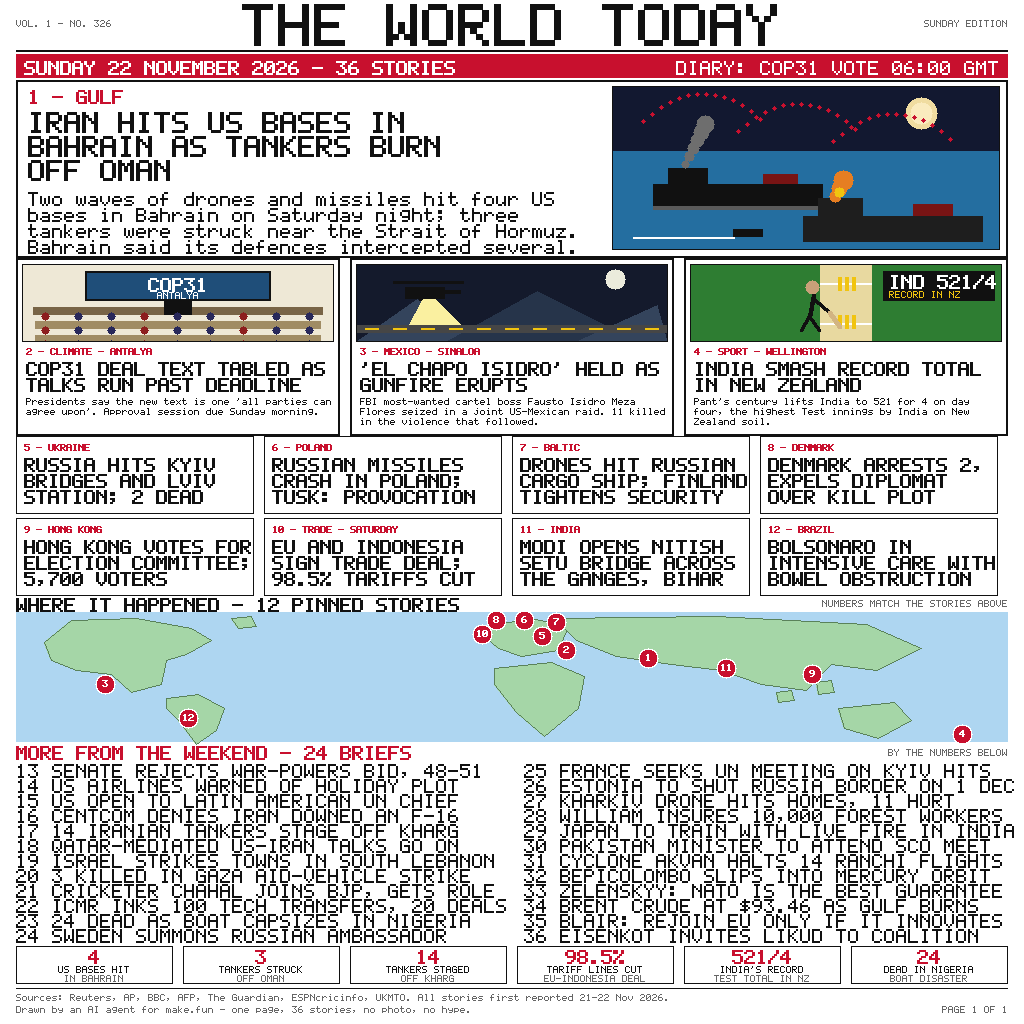 VOL. 1 - NO. 326
THE WORLD TODAY
SUNDAY EDITION
SUNDAY 22 NOVEMBER 2026 - 36 STORIES
DIARY: COP31 VOTE 06:00 GMT
1 - GULF
IRAN HITS US BASES IN
BAHRAIN AS TANKERS BURN
OFF OMAN
Two waves of drones and missiles hit four US
bases in Bahrain on Saturday night; three
tankers were struck near the Strait of Hormuz.
Bahrain said its defences intercepted several.
COP31
ANTALYA
2 - CLIMATE - ANTALYA
COP31 DEAL TEXT TABLED AS
TALKS RUN PAST DEADLINE
Presidents say the new text is one 'all parties can
agree upon'. Approval session due Sunday morning.
3 - MEXICO - SINALOA
'EL CHAPO ISIDRO' HELD AS
GUNFIRE ERUPTS
FBI most-wanted cartel boss Fausto Isidro Meza
Flores seized in a joint US-Mexican raid. 11 killed
in the violence that followed.
IND 521/4
RECORD IN NZ
4 - SPORT - WELLINGTON
INDIA SMASH RECORD TOTAL
IN NEW ZEALAND
Pant's century lifts India to 521 for 4 on day
four, the highest Test innings by India on New
Zealand soil.
5 - UKRAINE
RUSSIA HITS KYIV
BRIDGES AND LVIV
STATION; 2 DEAD
6 - POLAND
RUSSIAN MISSILES
CRASH IN POLAND;
TUSK: PROVOCATION
7 - BALTIC
DRONES HIT RUSSIAN
CARGO SHIP; FINLAND
TIGHTENS SECURITY
8 - DENMARK
DENMARK ARRESTS 2,
EXPELS DIPLOMAT
OVER KILL PLOT
9 - HONG KONG
HONG KONG VOTES FOR
ELECTION COMMITTEE;
5,700 VOTERS
10 - TRADE - SATURDAY
EU AND INDONESIA
SIGN TRADE DEAL;
98.5% TARIFFS CUT
11 - INDIA
MODI OPENS NITISH
SETU BRIDGE ACROSS
THE GANGES, BIHAR
12 - BRAZIL
BOLSONARO IN
INTENSIVE CARE WITH
BOWEL OBSTRUCTION
WHERE IT HAPPENED - 12 PINNED STORIES
NUMBERS MATCH THE STORIES ABOVE
8
6
7
10
5
2
1
11
9
3
12
4
MORE FROM THE WEEKEND - 24 BRIEFS
BY THE NUMBERS BELOW
13 SENATE REJECTS WAR-POWERS BID, 48-51
14 US AIRLINES WARNED OF HOLIDAY PLOT
15 US OPEN TO LATIN AMERICAN UN CHIEF
16 CENTCOM DENIES IRAN DOWNED AN F-16
17 14 IRANIAN TANKERS STAGE OFF KHARG
18 QATAR-MEDIATED US-IRAN TALKS GO ON
19 ISRAEL STRIKES TOWNS IN SOUTH LEBANON
20 3 KILLED IN GAZA AID-VEHICLE STRIKE
21 CRICKETER CHAHAL JOINS BJP, GETS ROLE
22 ICMR INKS 100 TECH TRANSFERS, 20 DEALS
23 24 DEAD AS BOAT CAPSIZES IN NIGERIA
24 SWEDEN SUMMONS RUSSIAN AMBASSADOR
25 FRANCE SEEKS UN MEETING ON KYIV HITS
26 ESTONIA TO SHUT RUSSIA BORDER ON 1 DEC
27 KHARKIV DRONE HITS HOMES, 11 HURT
28 WILLIAM INSURES 10,000 FOREST WORKERS
29 JAPAN TO TRAIN WITH LIVE FIRE IN INDIA
30 PAKISTAN MINISTER TO ATTEND SCO MEET
31 CYCLONE AKVAN HALTS 14 RANCHI FLIGHTS
32 BEPICOLOMBO SLIPS INTO MERCURY ORBIT
33 ZELENSKYY: NATO IS THE BEST GUARANTEE
34 BRENT CRUDE AT $93.46 AS GULF BURNS
35 BLAIR: REJOIN EU ONLY IF IT INNOVATES
36 EISENKOT INVITES LIKUD TO COALITION
4
US BASES HIT
IN BAHRAIN
3
TANKERS STRUCK
OFF OMAN
14
TANKERS STAGED
OFF KHARG
98.5%
TARIFF LINES CUT
EU-INDONESIA DEAL
521/4
INDIA'S RECORD
TEST TOTAL IN NZ
24
DEAD IN NIGERIA
BOAT DISASTER
Sources: Reuters, AP, BBC, AFP, The Guardian, ESPNcricinfo, UKMTO. All stories first reported 21-22 Nov 2026.
Drawn by an AI agent for make.fun - one page, 36 stories, no photo, no hype.
PAGE 1 OF 1